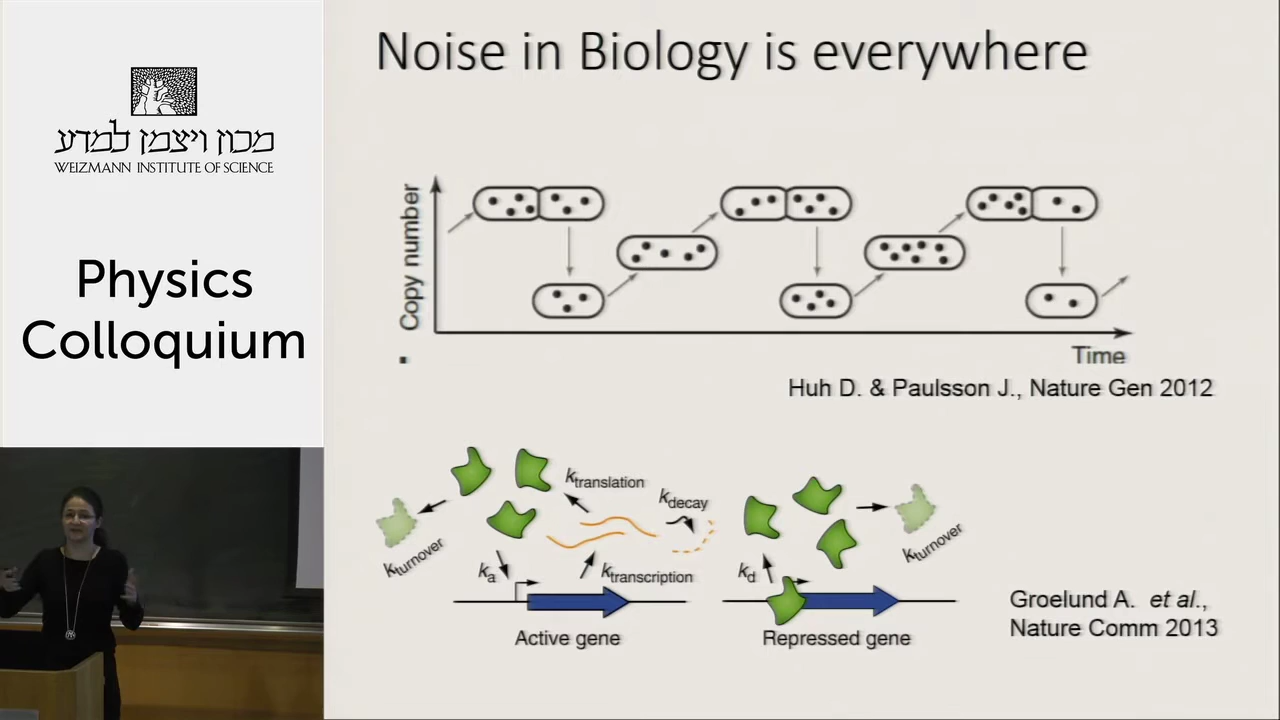 מכון ויצמן למדע
WEIZMANN INSTITUTE OF SCIENCE
Physics
Colloquium
Noise in Biology is everywhere
Copy number
Time
Huh D. & Paulsson J., Nature Gen 2012
kturnover
ktranslation
kdecay
ka
ktranscription
Active gene
kd
kturnover
Repressed gene
Groelund A. et al.,
Nature Comm 2013